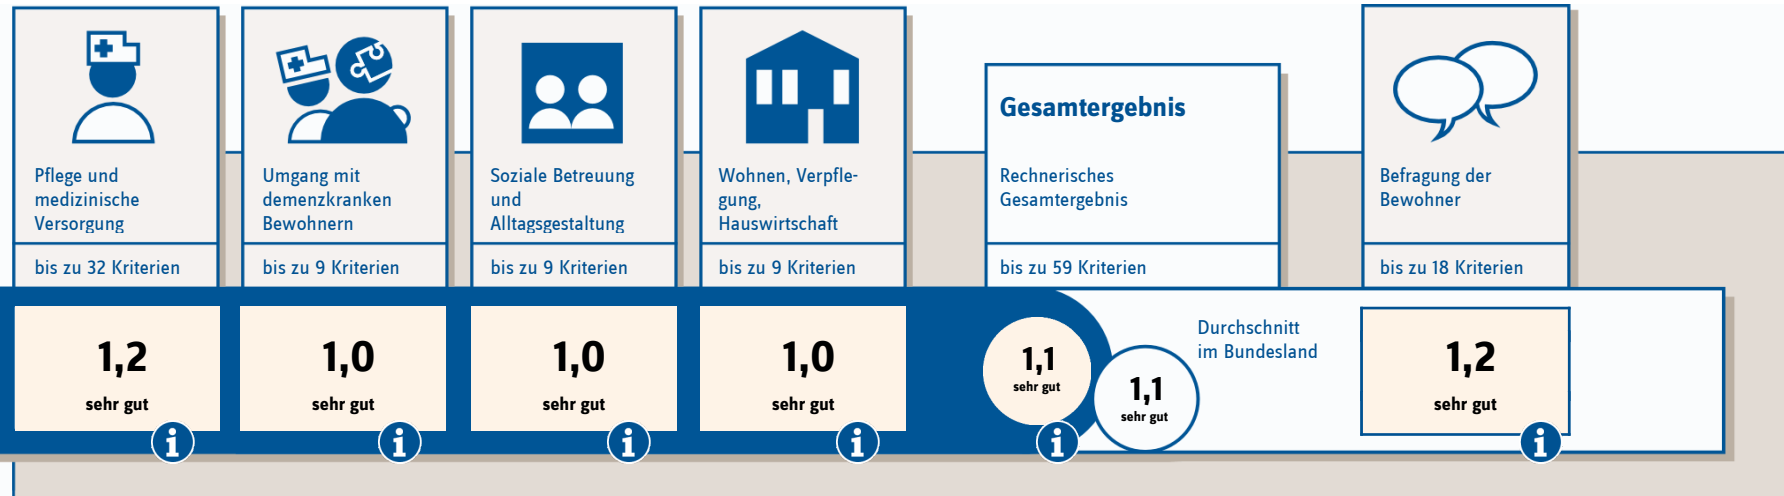 Pflege und
medizinische
Versorgung
bis zu 32 Kriterien
1,2
sehr gut
Umgang mit
demenzkranken
Bewohnern
bis zu 9 Kriterien
1,0
sehr gut
Soziale Betreuung
und
Alltagsgestaltung
bis zu 9 Kriterien
1,0
sehr gut
Wohnen, Verpfle-
gung,
Hauswirtschaft
bis zu 9 Kriterien
1,0
sehr gut
Gesamtergebnis
Rechnerisches
Gesamtergebnis
bis zu 59 Kriterien
1,1
sehr gut
1,1
sehr gut
Durchschnitt
im Bundesland
Befragung der
Bewohner
bis zu 18 Kriterien
1,2
sehr gut